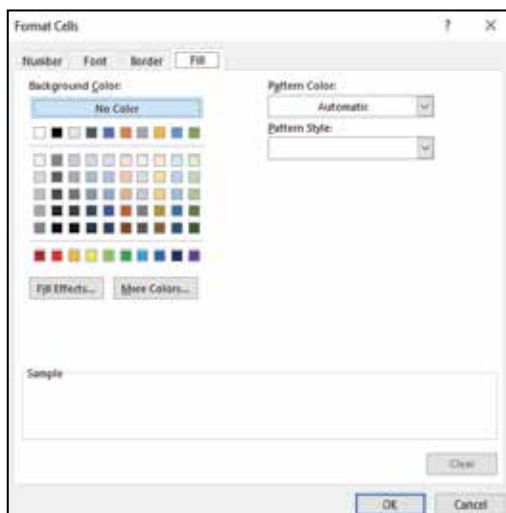 Format Cells ? X
Number Font Border Fill
Background Color: Pattern Color:
No Color Automatic
Pattern Style:
Fill Effects... More Colors...
Sample
Clear
OK Cancel